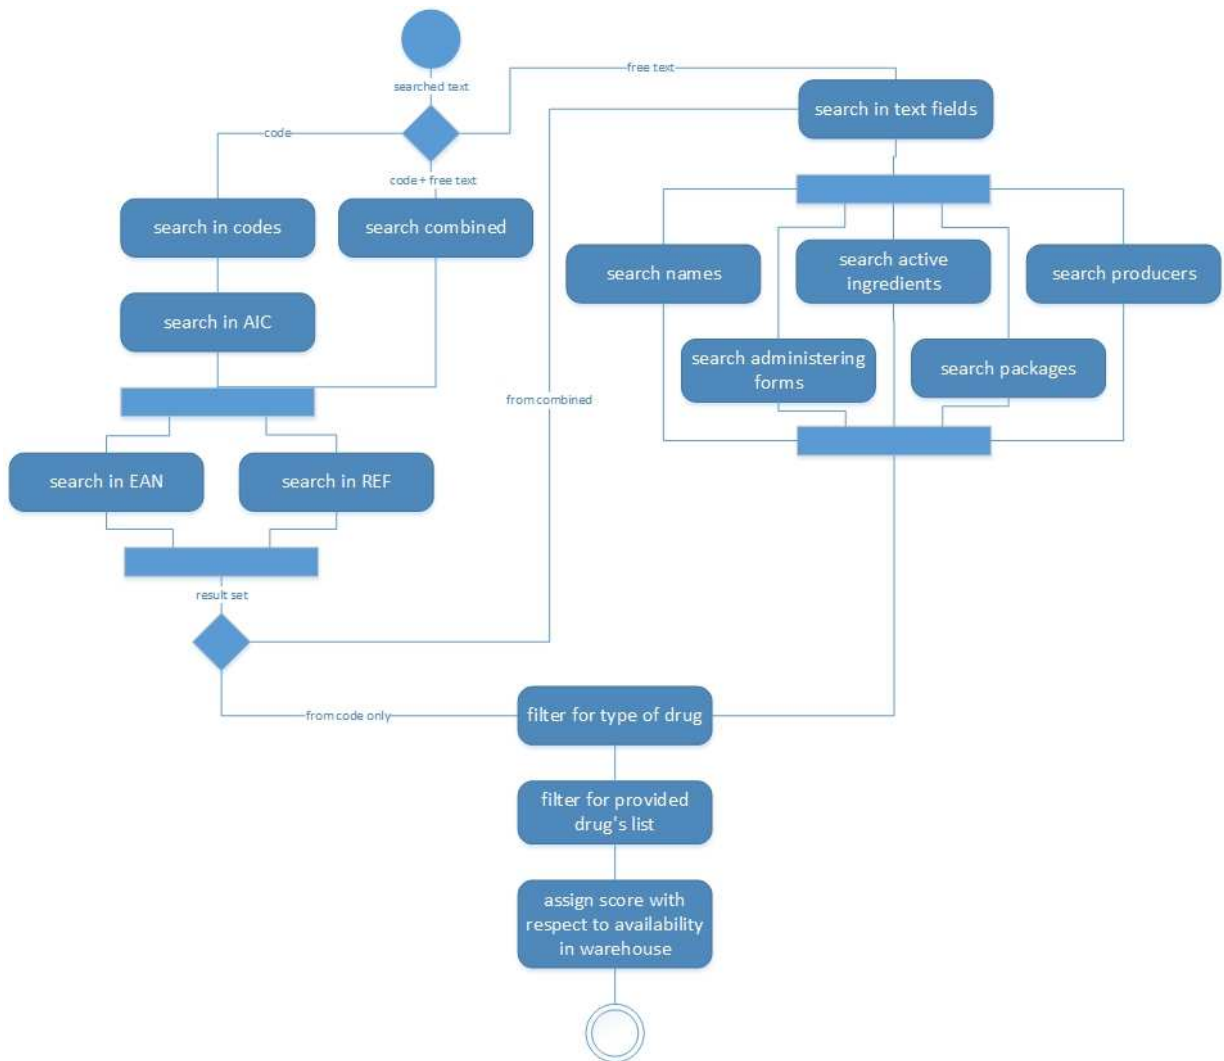 searched text
free text
search in text fields
code
code + free text
search in codes
search combined
search names
search active
ingredients
search producers
search in AIC
search administering
forms
search packages
from combined
search in EAN
search in REF
result set
from code only
filter for type of drug
filter for provided
drug's list
assign score with
respect to availability
in warehouse